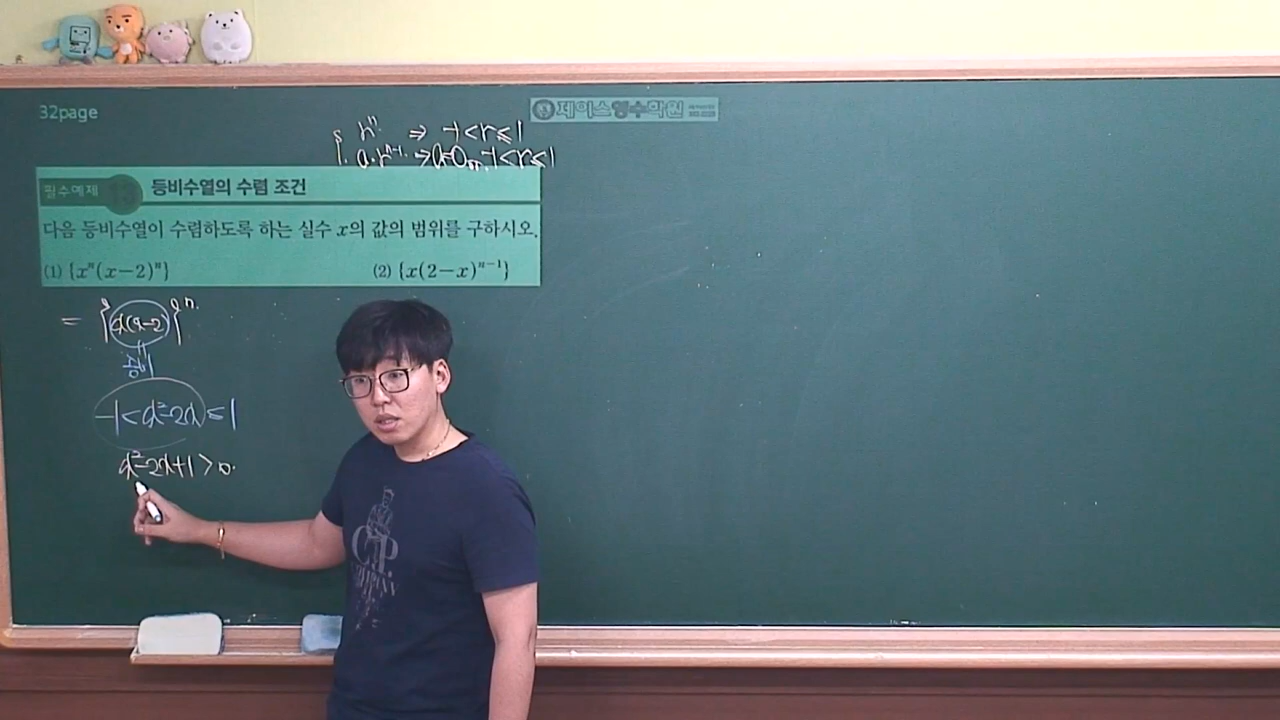 32page
제이스영수학원
rⁿ ⇒ -1<r≤1
a·rⁿ⁻¹ ⇒ a=0 or -1<r≤1
필수예제
등비수열의 수렴 조건
다음 등비수열이 수렴하도록 하는 실수 x의 값의 범위를 구하시오.
(1) {xⁿ(x-2)ⁿ} (2) {x(2-x)ⁿ⁻¹}
= {x(x-2)}ⁿ
공비
-1<x²-2x≤1
x²-2x+1>0.
C.P.
COMPANY